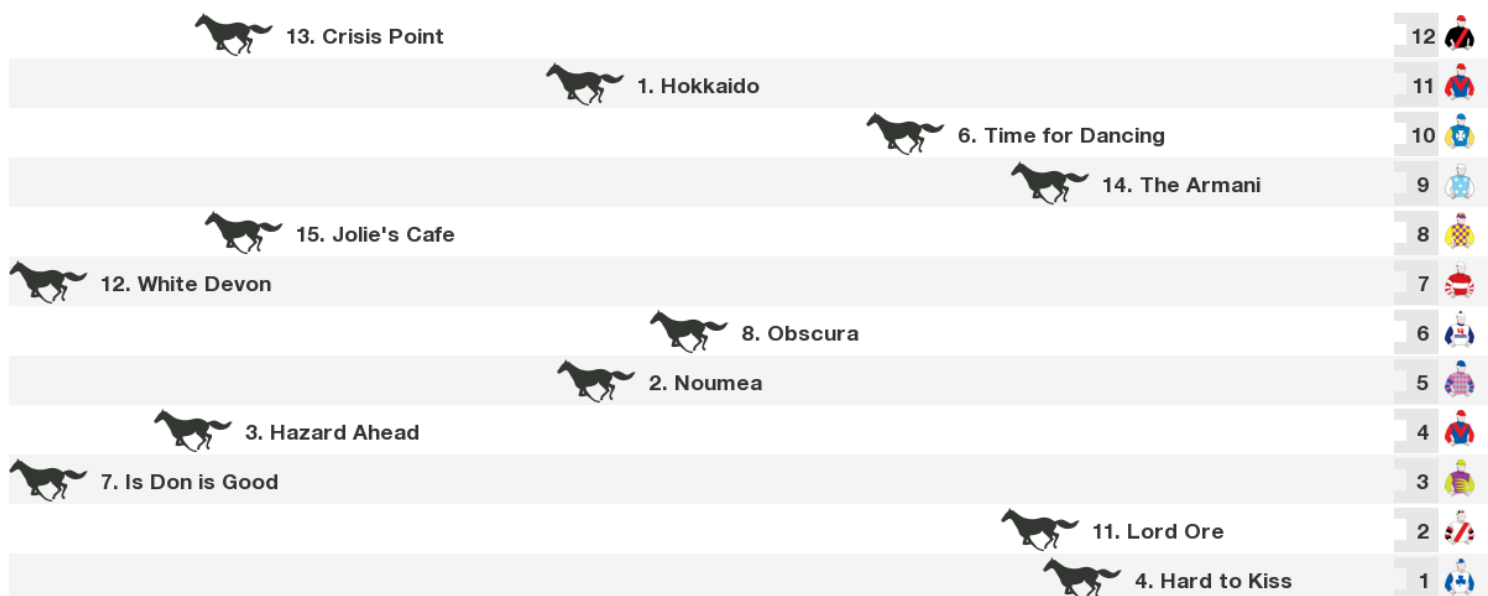 13. Crisis Point 12
1. Hokkaido 11
6. Time for Dancing 10
14. The Armani 9
15. Jolie's Cafe 8
12. White Devon 7
8. Obscura 6
2. Noumea 5
3. Hazard Ahead 4
7. Is Don is Good 3
11. Lord Ore 2
4. Hard to Kiss 1